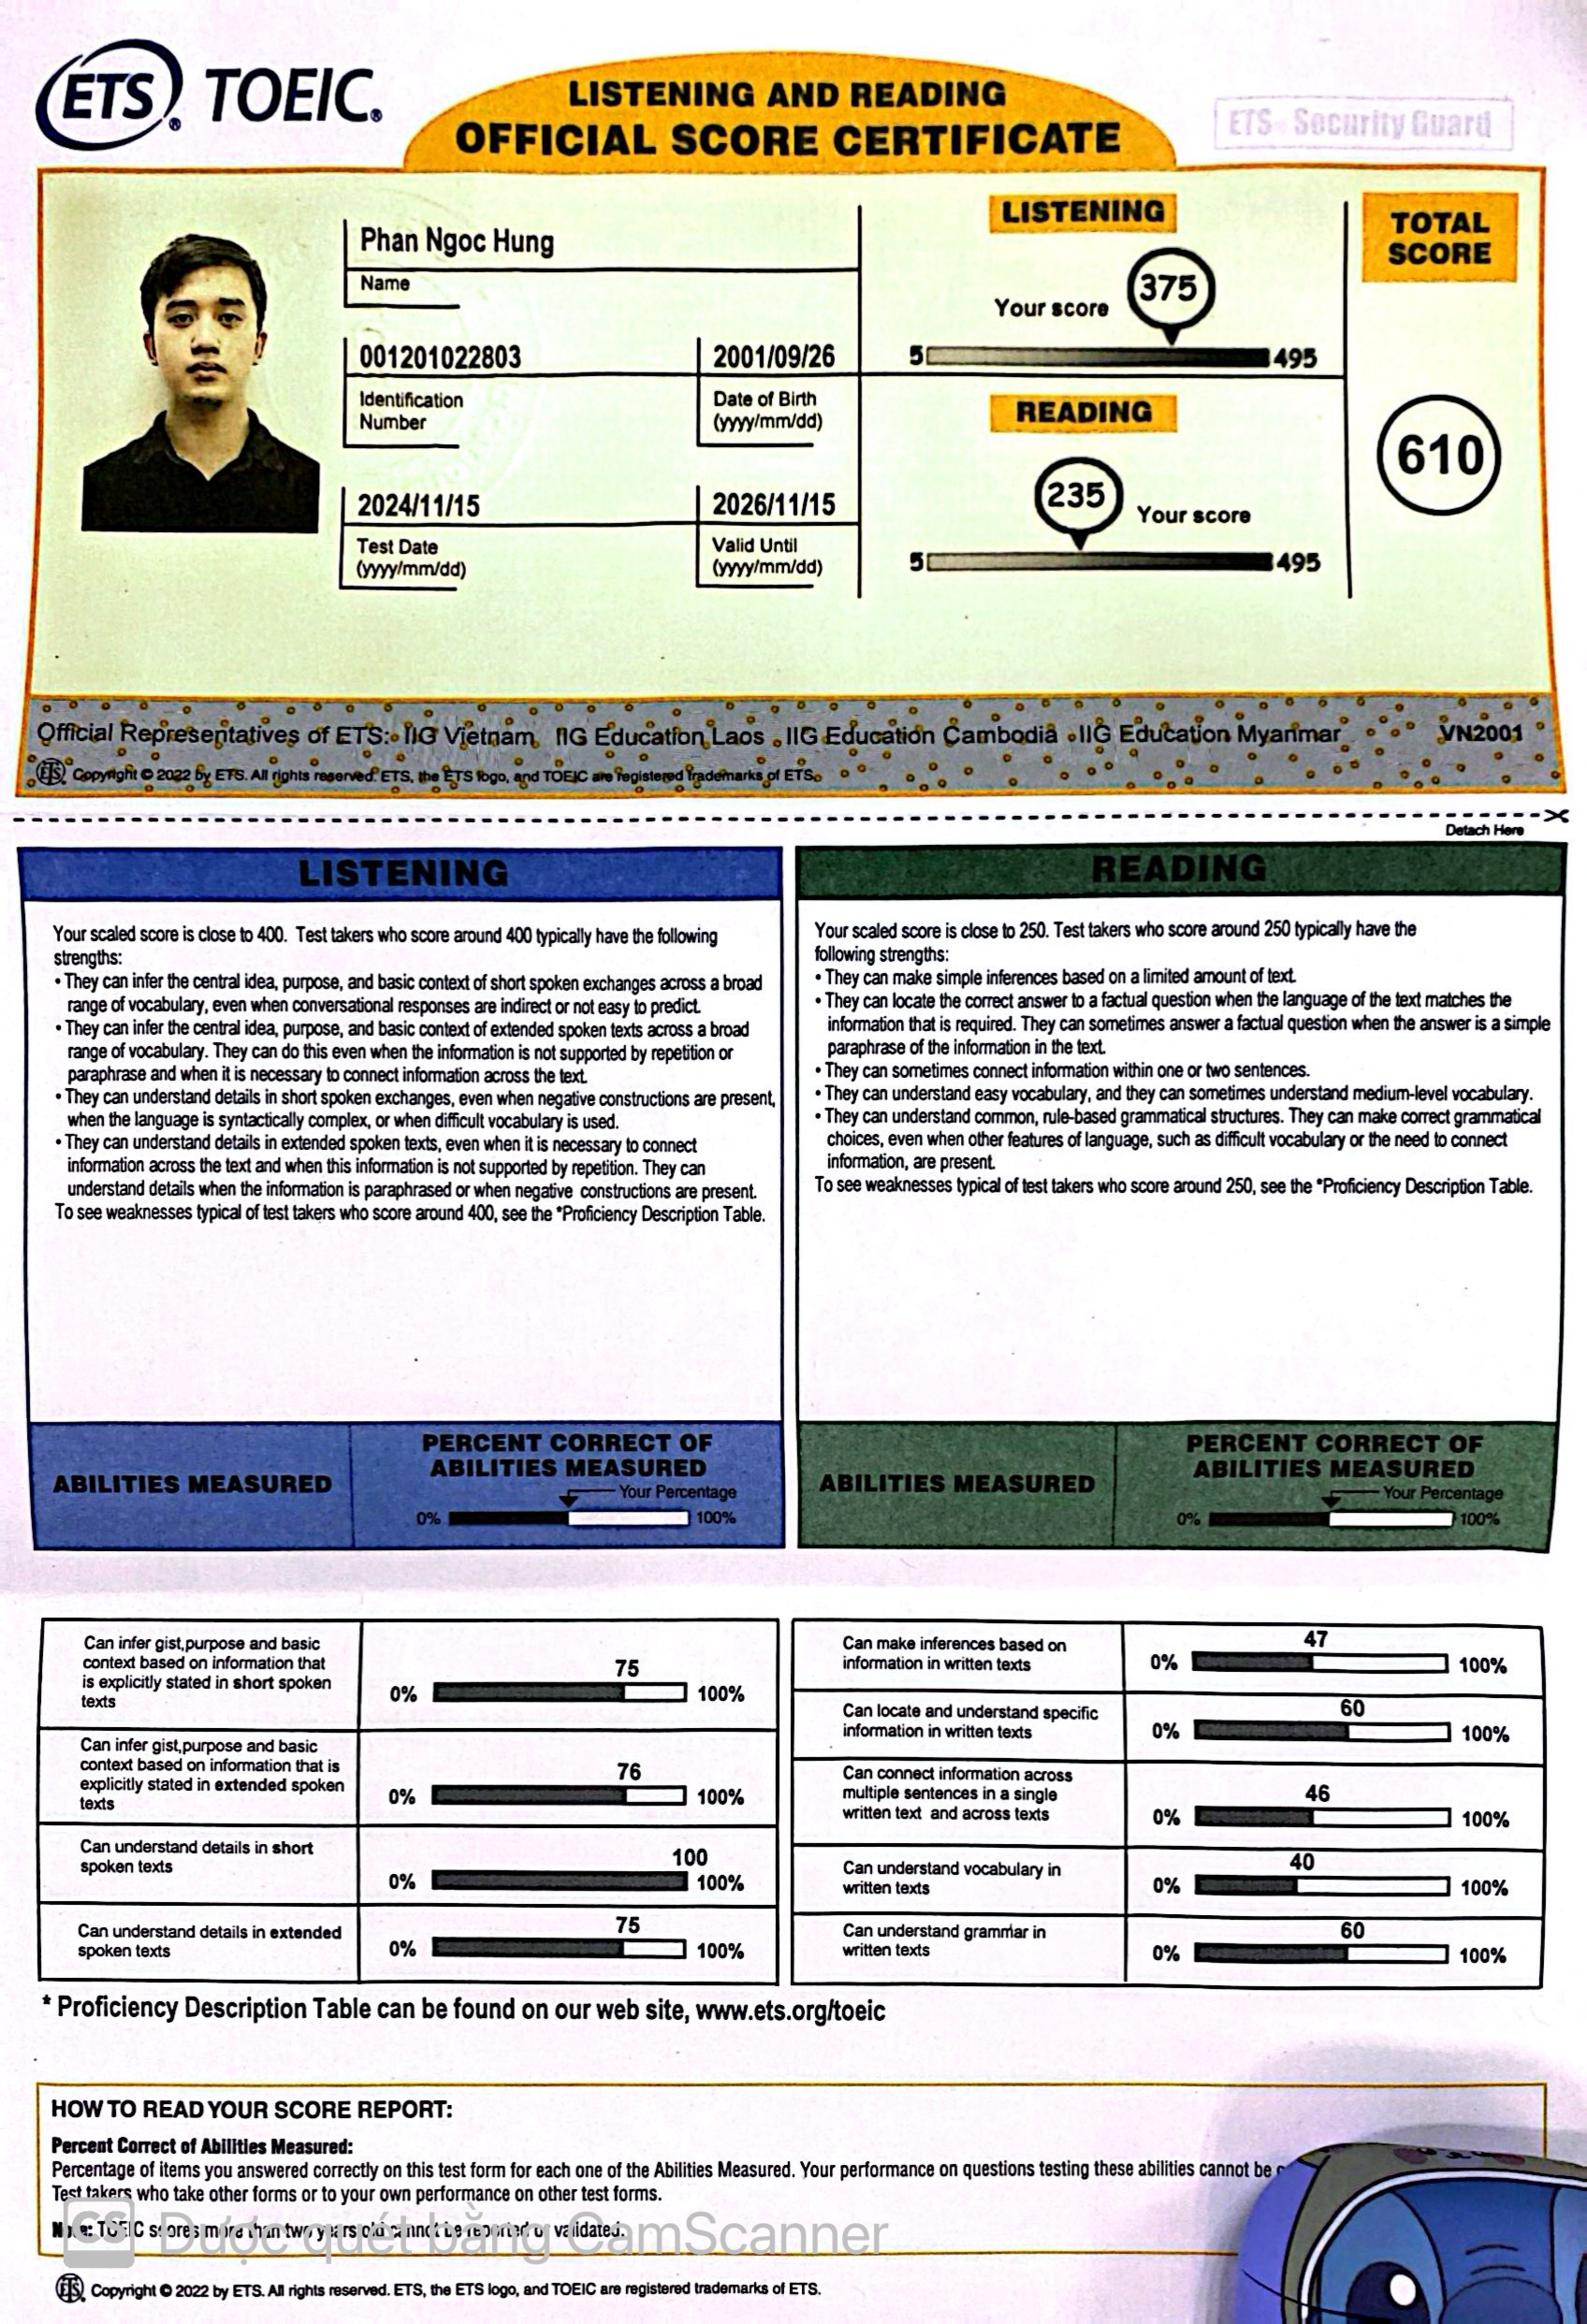 ETS® TOEIC®
LISTENING AND READING
OFFICIAL SCORE CERTIFICATE
ETS - Security Guard
Phan Ngoc Hung
Name
001201022803
Identification
Number
2001/09/26
Date of Birth
(yyyy/mm/dd)
2024/11/15
Test Date
(yyyy/mm/dd)
2026/11/15
Valid Until
(yyyy/mm/dd)
LISTENING
Your score 375
5 495
READING
235 Your score
5 495
TOTAL
SCORE
610
Official Representatives of ETS: IIG Vietnam IIG Education Laos IIG Education Cambodia IIG Education Myanmar VN2001
ETS Copyright © 2022 by ETS. All rights reserved. ETS, the ETS logo, and TOEIC are registered trademarks of ETS.
Detach Here
LISTENING
Your scaled score is close to 400. Test takers who score around 400 typically have the following
strengths:
• They can infer the central idea, purpose, and basic context of short spoken exchanges across a broad
range of vocabulary, even when conversational responses are indirect or not easy to predict.
• They can infer the central idea, purpose, and basic context of extended spoken texts across a broad
range of vocabulary. They can do this even when the information is not supported by repetition or
paraphrase and when it is necessary to connect information across the text.
• They can understand details in short spoken exchanges, even when negative constructions are present,
when the language is syntactically complex, or when difficult vocabulary is used.
• They can understand details in extended spoken texts, even when it is necessary to connect
information across the text and when this information is not supported by repetition. They can
understand details when the information is paraphrased or when negative constructions are present.
To see weaknesses typical of test takers who score around 400, see the *Proficiency Description Table.
READING
Your scaled score is close to 250. Test takers who score around 250 typically have the
following strengths:
• They can make simple inferences based on a limited amount of text.
• They can locate the correct answer to a factual question when the language of the text matches the
information that is required. They can sometimes answer a factual question when the answer is a simple
paraphrase of the information in the text.
• They can sometimes connect information within one or two sentences.
• They can understand easy vocabulary, and they can sometimes understand medium-level vocabulary.
• They can understand common, rule-based grammatical structures. They can make correct grammatical
choices, even when other features of language, such as difficult vocabulary or the need to connect
information, are present.
To see weaknesses typical of test takers who score around 250, see the *Proficiency Description Table.
ABILITIES MEASURED
PERCENT CORRECT OF
ABILITIES MEASURED
Your Percentage
0% 100%
ABILITIES MEASURED
PERCENT CORRECT OF
ABILITIES MEASURED
Your Percentage
0% 100%
Can infer gist,purpose and basic
context based on information that
is explicitly stated in short spoken
texts
75
0% 100%
Can infer gist,purpose and basic
context based on information that is
explicitly stated in extended spoken
texts
76
0% 100%
Can understand details in short
spoken texts
100
0% 100%
Can understand details in extended
spoken texts
75
0% 100%
Can make inferences based on
information in written texts
47
0% 100%
Can locate and understand specific
information in written texts
60
0% 100%
Can connect information across
multiple sentences in a single
written text and across texts
46
0% 100%
Can understand vocabulary in
written texts
40
0% 100%
Can understand grammar in
written texts
60
0% 100%
* Proficiency Description Table can be found on our web site, www.ets.org/toeic
HOW TO READ YOUR SCORE REPORT:
Percent Correct of Abilities Measured:
Percentage of items you answered correctly on this test form for each one of the Abilities Measured. Your performance on questions testing these abilities cannot be
Test takers who take other forms or to your own performance on other test forms.
Note: TOEIC scores more than two years old cannot be reported or validated.
CS Được quét bằng CamScanner
ETS Copyright © 2022 by ETS. All rights reserved. ETS, the ETS logo, and TOEIC are registered trademarks of ETS.